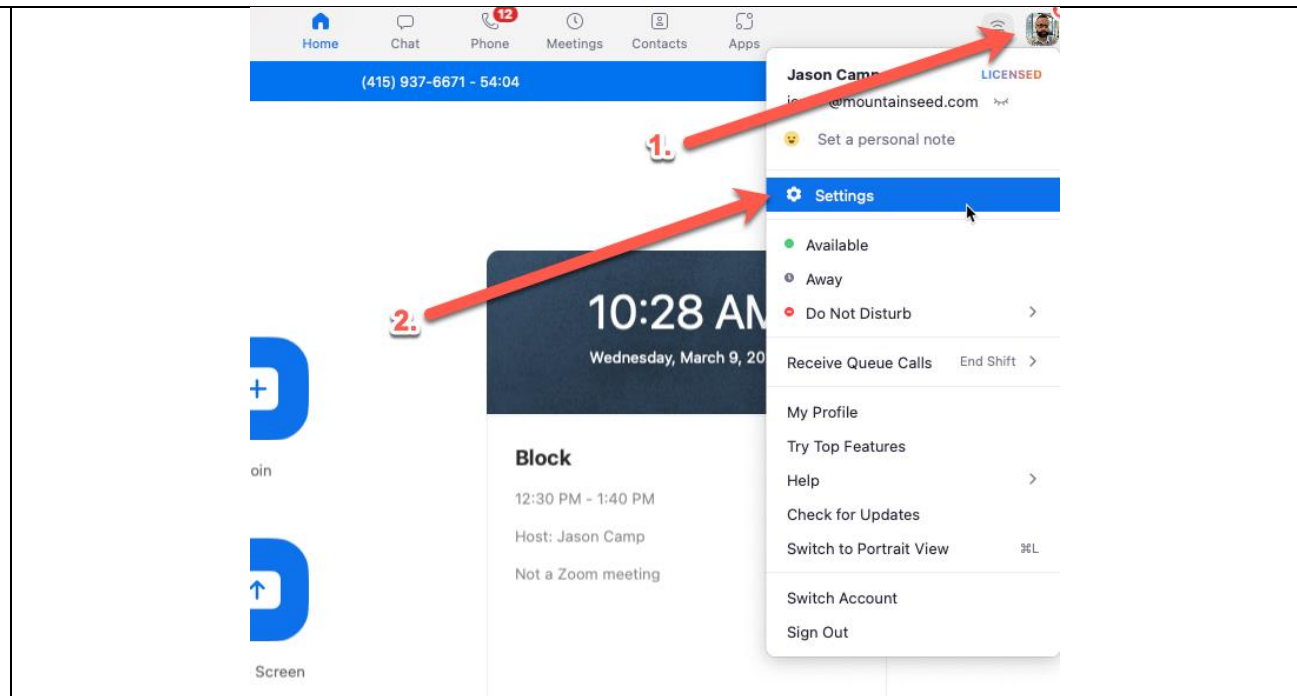 12
Home Chat Phone Meetings Contacts Apps
(415) 937-6671 - 54:04
Jason Camp LICENSED
@mountainseed.com
1.
Set a personal note
Settings
2.
Available
Away
Do Not Disturb
Receive Queue Calls End Shift
My Profile
Try Top Features
Help
Check for Updates
Switch to Portrait View ⌘L
Switch Account
Sign Out
10:28 AM
Wednesday, March 9, 20
Block
12:30 PM - 1:40 PM
Host: Jason Camp
Not a Zoom meeting
oin
Screen